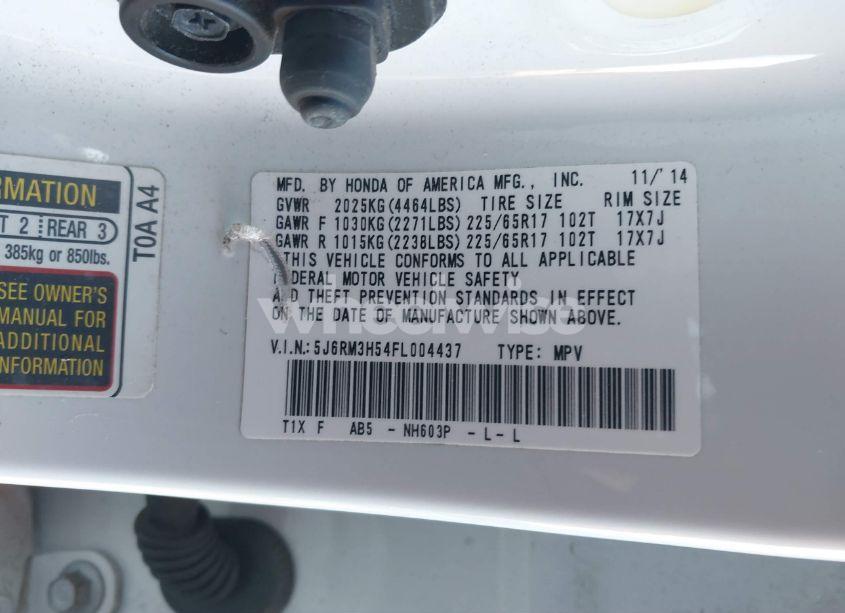 RMATION
T 2 REAR 3
385kg or 850lbs.
SEE OWNER'S
MANUAL FOR
ADDITIONAL
INFORMATION
T0A A4
MFD. BY HONDA OF AMERICA MFG., INC. 11/'14
GVWR 2025KG(4464LBS) TIRE SIZE RIM SIZE
GAWR F 1030KG(2271LBS) 225/65R17 102T 17X7J
GAWR R 1015KG(2238LBS) 225/65R17 102T 17X7J
THIS VEHICLE CONFORMS TO ALL APPLICABLE
FEDERAL MOTOR VEHICLE SAFETY
AND THEFT PREVENTION STANDARDS IN EFFECT
ON THE DATE OF MANUFACTURE SHOWN ABOVE.
wheelwise
V.I.N.: 5J6RM3H54FL004437 TYPE: MPV
T1X F AB5 - NH603P - L - L